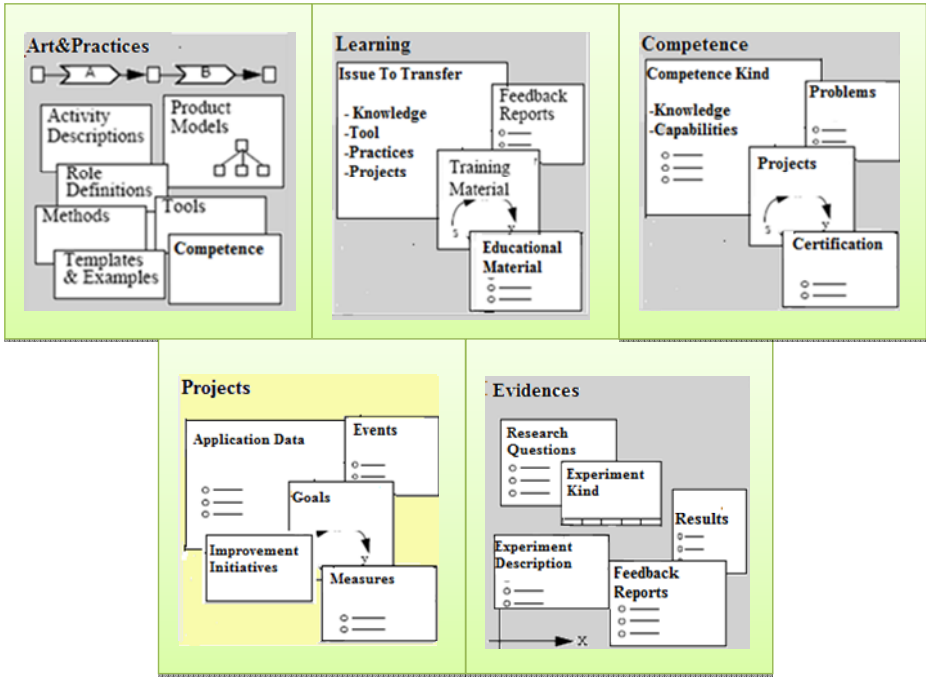 Art&Practices
A
B
Activity
Descriptions
Product
Models
Role
Definitions
Methods
Tools
Templates
& Examples
Competence
Learning
Issue To Transfer
- Knowledge
-Tool
-Practices
-Projects
Feedback
Reports
Training
Material
s
y
Educational
Material
Competence
Competence Kind
-Knowledge
-Capabilities
Problems
Projects
s
y
Certification
Projects
Application Data
Events
Goals
y
Improvement
Initiatives
Measures
Evidences
Research
Questions
Experiment
Kind
Results
Experiment
Description
Feedback
Reports
X